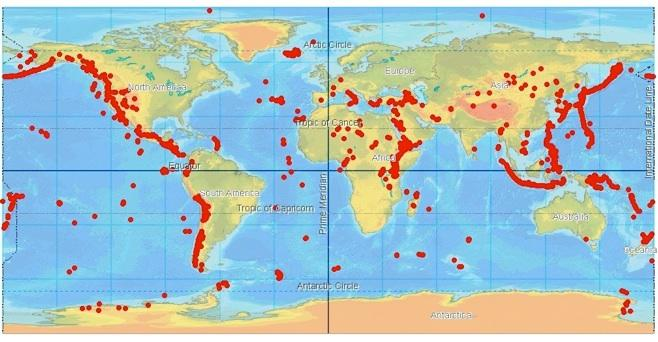 Arctic Circle
North America
Europe
Asia
International Date Line
Tropic of Cancer
Africa
Equator
South America
Prime Meridian
Tropic of Capricorn
Australia
Oceania
Antarctic Circle
Antarctica